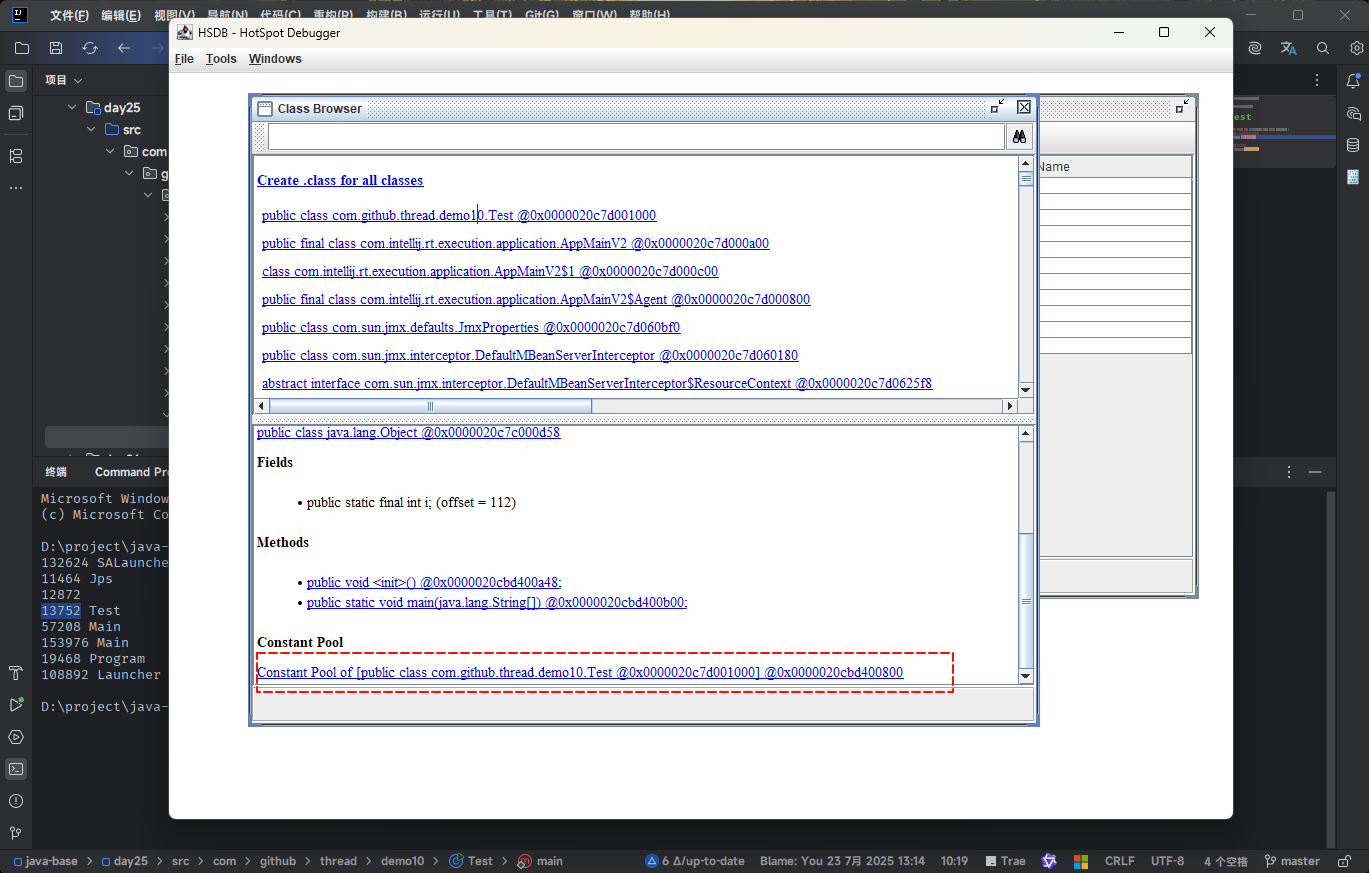 文件(F) 编辑(E) 视图(V) 导航(N) 代码(C) 重构(R) 构建(B) 运行(U) 工具(T) Git(G) 窗口(W) 帮助(H)
HSDB - HotSpot Debugger
File Tools Windows
项目
day25
src
com
g
Class Browser
Name
est
Create .class for all classes
public class com.github.thread.demo10.Test @0x0000020c7d001000
public final class com.intellij.rt.execution.application.AppMainV2 @0x0000020c7d000a00
class com.intellij.rt.execution.application.AppMainV2$1 @0x0000020c7d000c00
public final class com.intellij.rt.execution.application.AppMainV2$Agent @0x0000020c7d000800
public class com.sun.jmx.defaults.JmxProperties @0x0000020c7d060bf0
public class com.sun.jmx.interceptor.DefaultMBeanServerInterceptor @0x0000020c7d060180
abstract interface com.sun.jmx.interceptor.DefaultMBeanServerInterceptor$ResourceContext @0x0000020c7d0625f8
public class java.lang.Object @0x0000020c7c000d58
Fields
• public static final int i; (offset = 112)
Methods
• public void <init>() @0x0000020cbd400a48;
• public static void main(java.lang.String[]) @0x0000020cbd400b00;
Constant Pool
Constant Pool of [public class com.github.thread.demo10.Test @0x0000020c7d001000] @0x0000020cbd400800
终端 Command Pr
Microsoft Window
(c) Microsoft Co
D:\project\java-
132624 SALaunche
11464 Jps
12872
13752 Test
57208 Main
153976 Main
19468 Program
108892 Launcher
D:\project\java-
java-base > day25 > src > com > github > thread > demo10 > Test > main 6 Δ/up-to-date Blame: You 23 7月 2025 13:14 10:19 Trae CRLF UTF-8 4 个空格 master